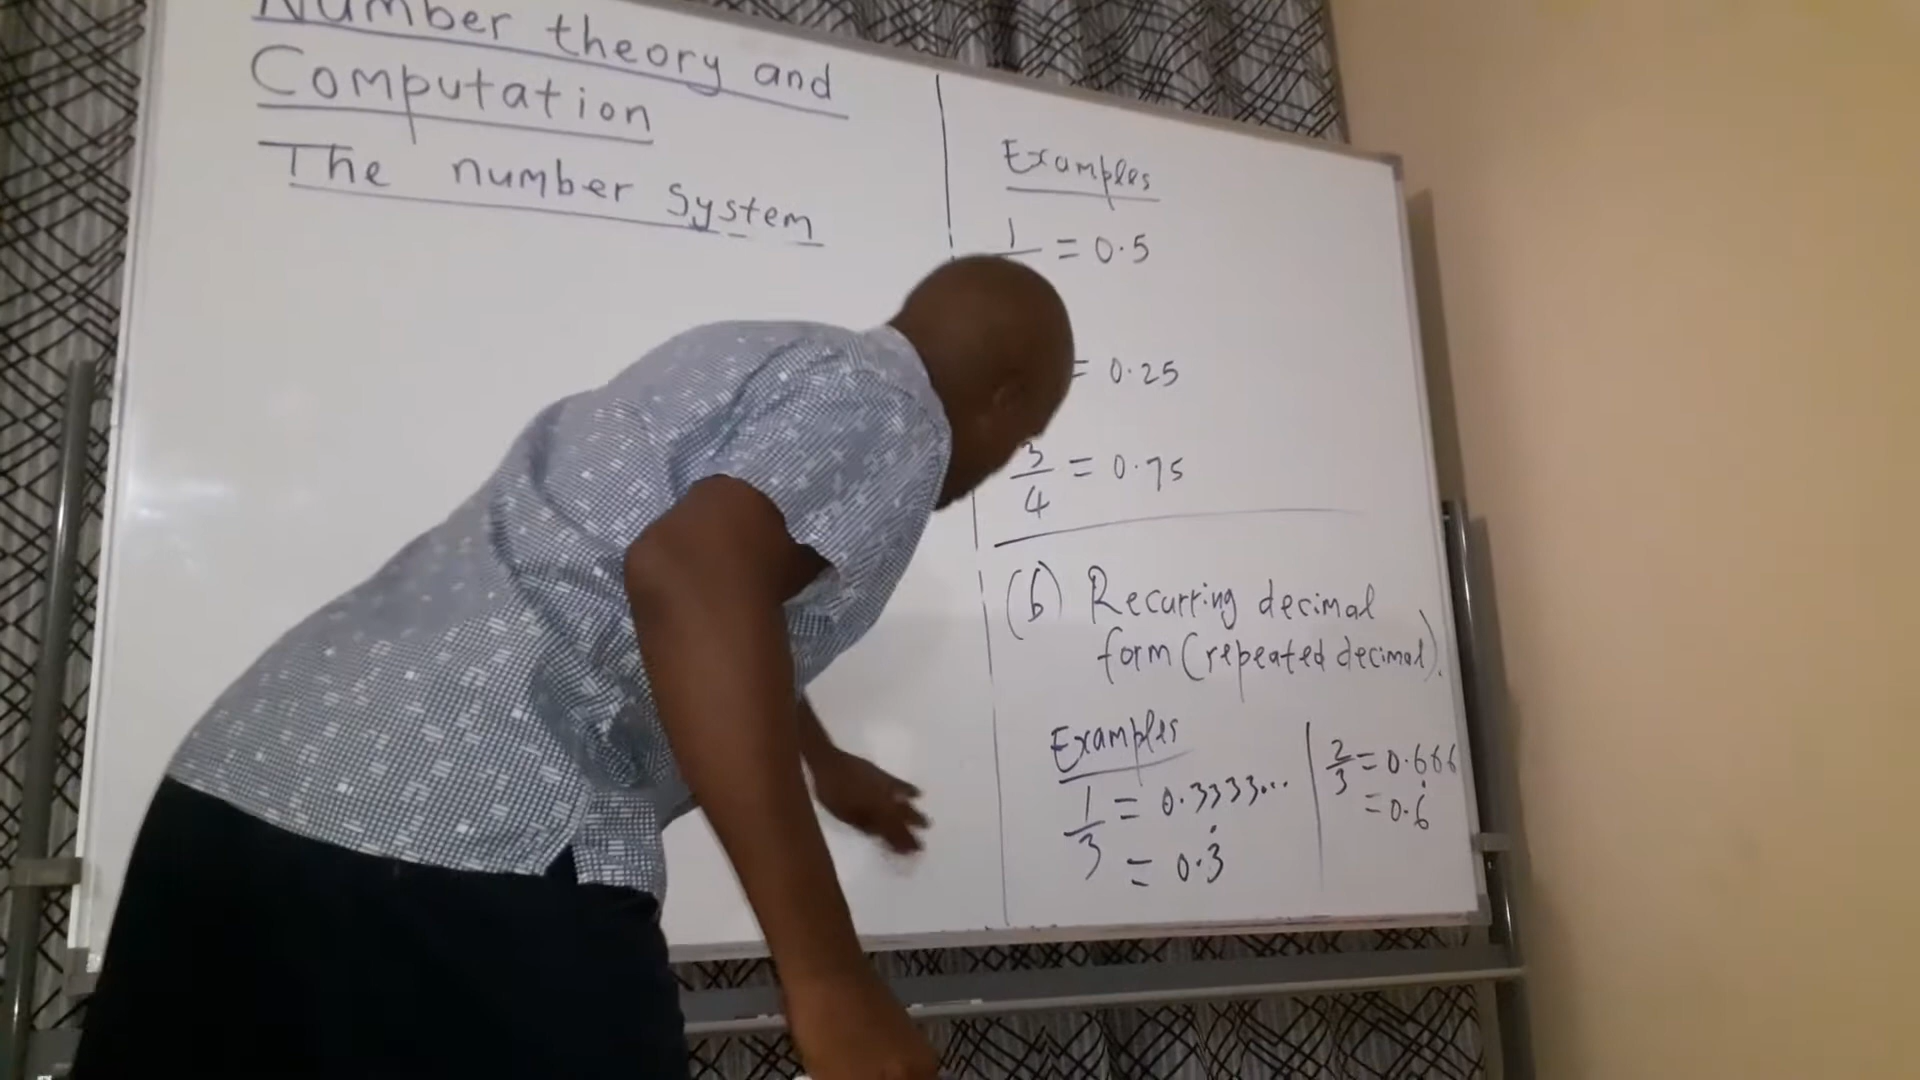 Number theory and
Computation
The number System
Examples
1 = 0.5
= 0.25
3/4 = 0.75
(b) Recurring decimal
form (repeated decimal).
Examples
1/3 = 0.3333...
= 0.3̇
2/3 = 0.666
= 0.6̇